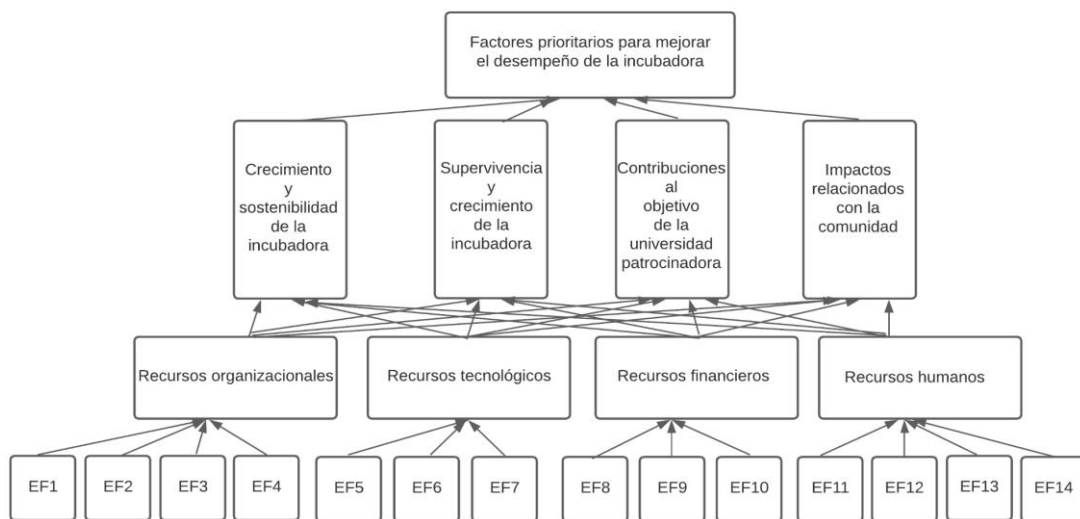 Factores prioritarios para mejorar
el desempeño de la incubadora
Crecimiento
y
sostenibilidad
de la
incubadora
Supervivencia
y
crecimiento
de la
incubadora
Contribuciones
al
objetivo
de la
universidad
patrocinadora
Impactos
relacionados
con la
comunidad
Recursos organizacionales
Recursos tecnológicos
Recursos financieros
Recursos humanos
EF1
EF2
EF3
EF4
EF5
EF6
EF7
EF8
EF9
EF10
EF11
EF12
EF13
EF14